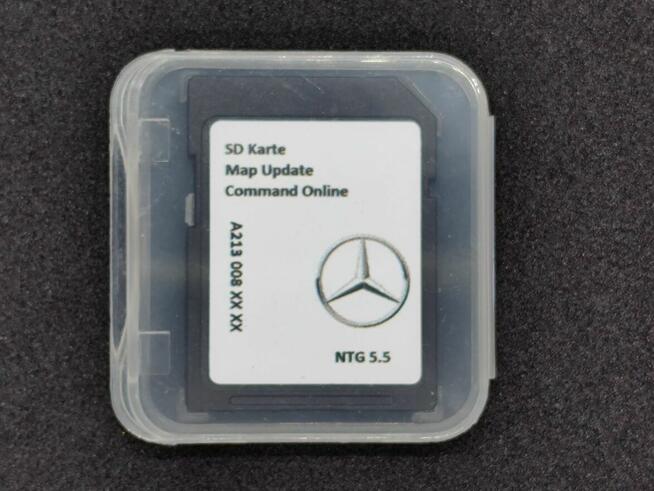 SD Karte
Map Update
Command Online
A213 008 XX XX
NTG 5.5